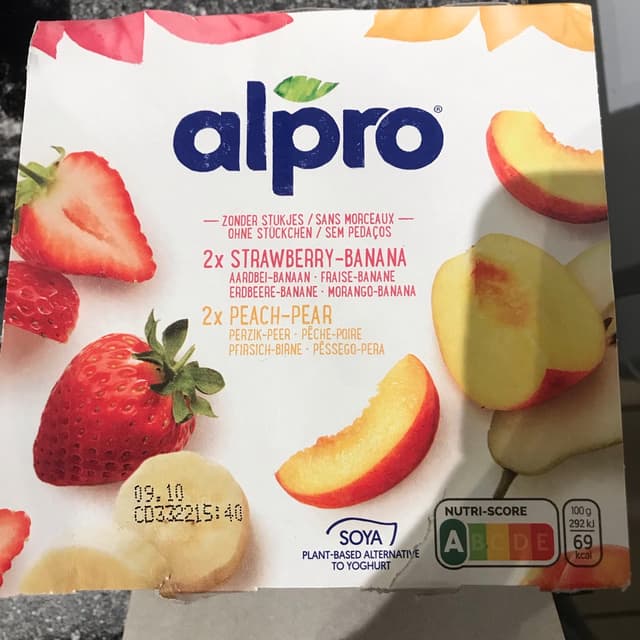 alpro®
ZONDER STUKJES / SANS MORCEAUX
OHNE STÜCKCHEN / SEM PEDAÇOS
2x STRAWBERRY-BANANA
AARDBEI-BANAAN · FRAISE-BANANE
ERDBEERE-BANANE · MORANGO-BANANA
2x PEACH-PEAR
PERZIK-PEER · PÊCHE-POIRE
PFIRSICH-BIRNE · PÊSSEGO-PERA
09.10
CD332215:40
SOYA
PLANT-BASED ALTERNATIVE
TO YOGHURT
NUTRI-SCORE
A B C D E
100 g
292 kJ
69
kcal